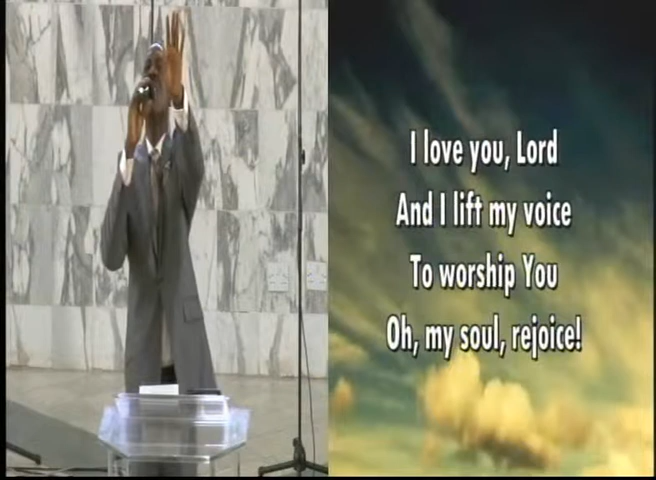 I love you, Lord
And I lift my voice
To worship You
Oh, my soul, rejoice!